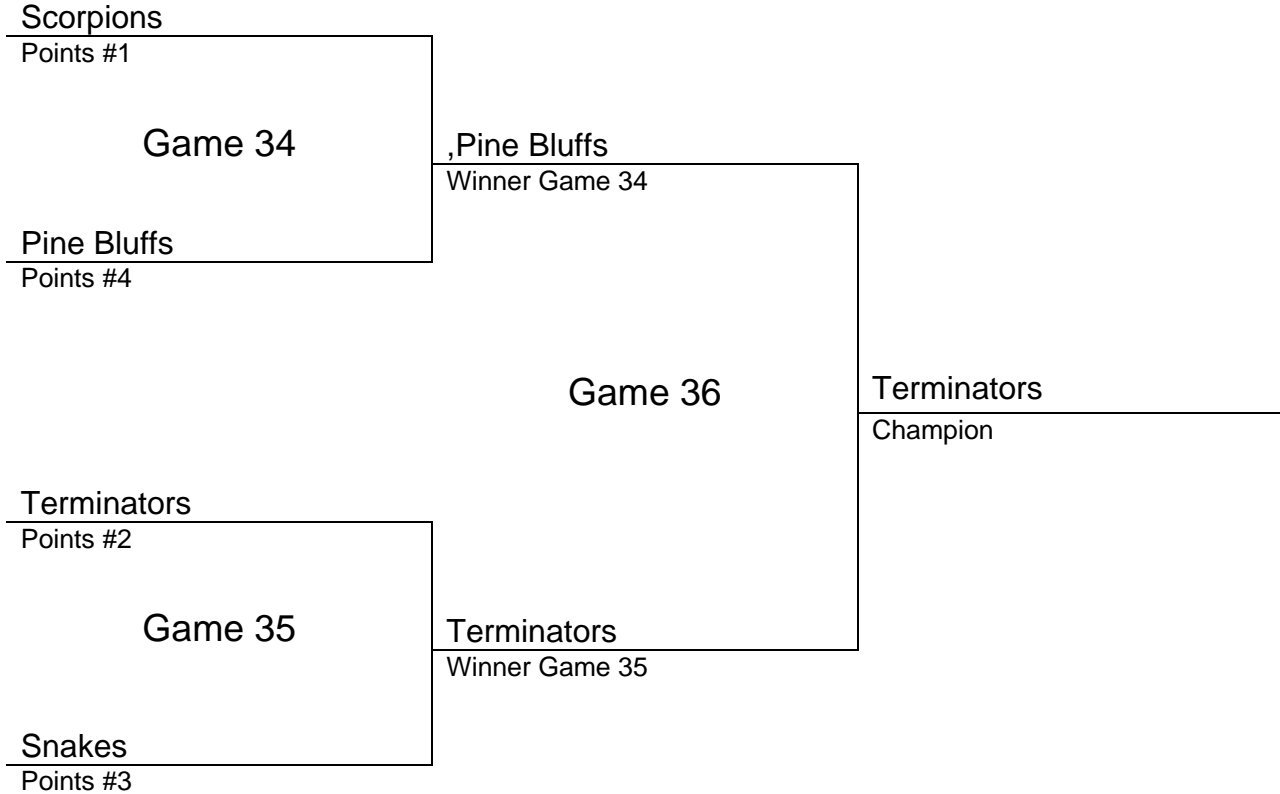 Scorpions
Points #1
Game 34
,Pine Bluffs
Winner Game 34
Pine Bluffs
Points #4
Game 36
Terminators
Champion
Terminators
Points #2
Game 35
Terminators
Winner Game 35
Snakes
Points #3